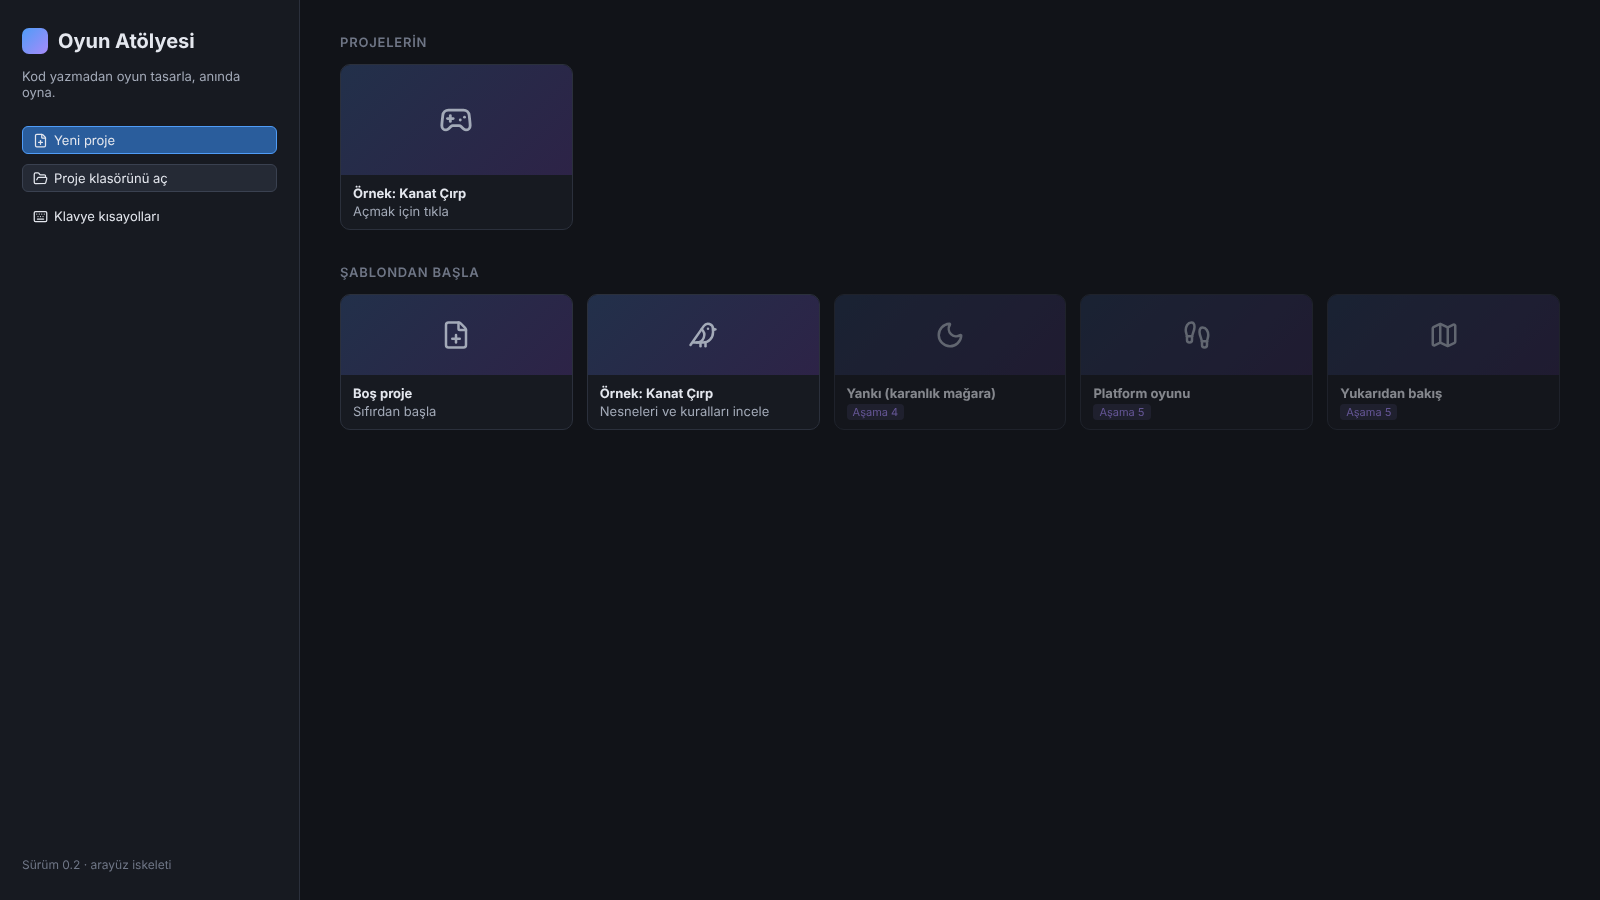 Oyun Atölyesi
Kod yazmadan oyun tasarla, anında
oyna.
Yeni proje
Proje klasörünü aç
Klavye kısayolları
Sürüm 0.2 · arayüz iskeleti
PROJELERİN
Örnek: Kanat Çırp
Açmak için tıkla
ŞABLONDAN BAŞLA
Boş proje
Sıfırdan başla
Örnek: Kanat Çırp
Nesneleri ve kuralları incele
Yankı (karanlık mağara)
Aşama 4
Platform oyunu
Aşama 5
Yukarıdan bakış
Aşama 5